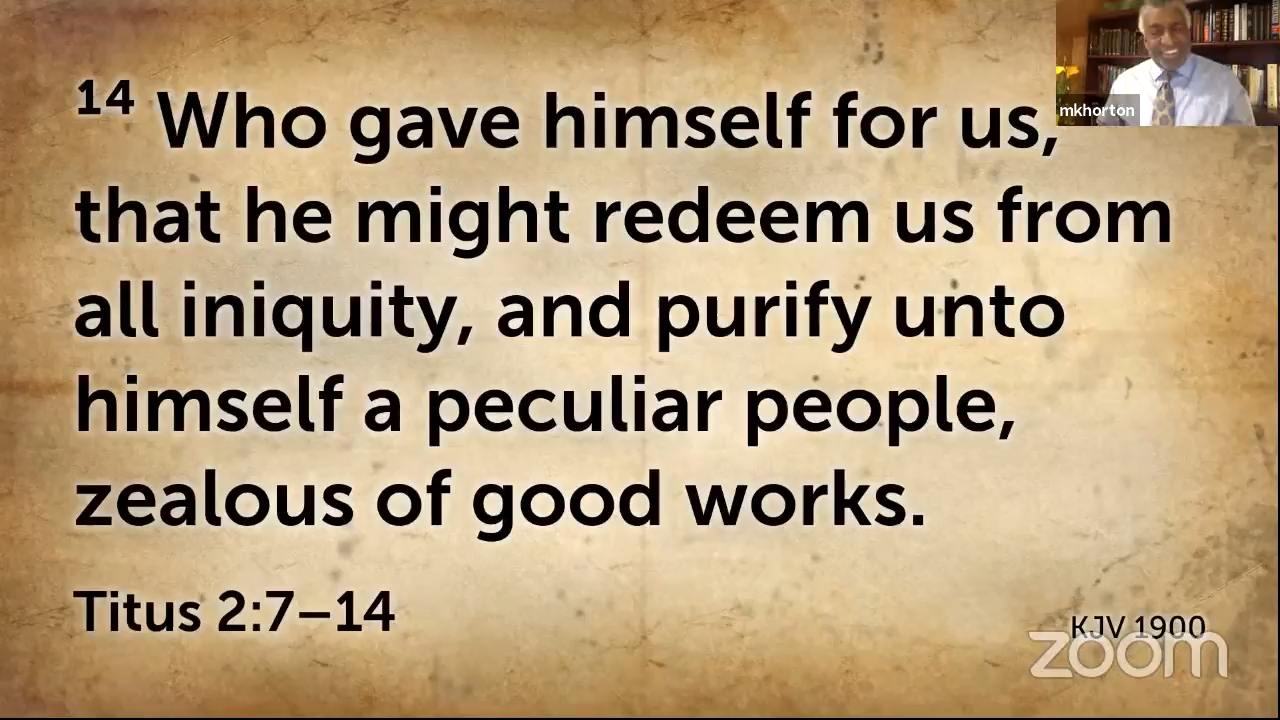 14 Who gave himself for us,
that he might redeem us from
all iniquity, and purify unto
himself a peculiar people,
zealous of good works.
Titus 2:7–14
KJV 1900
mkhorton
zoom